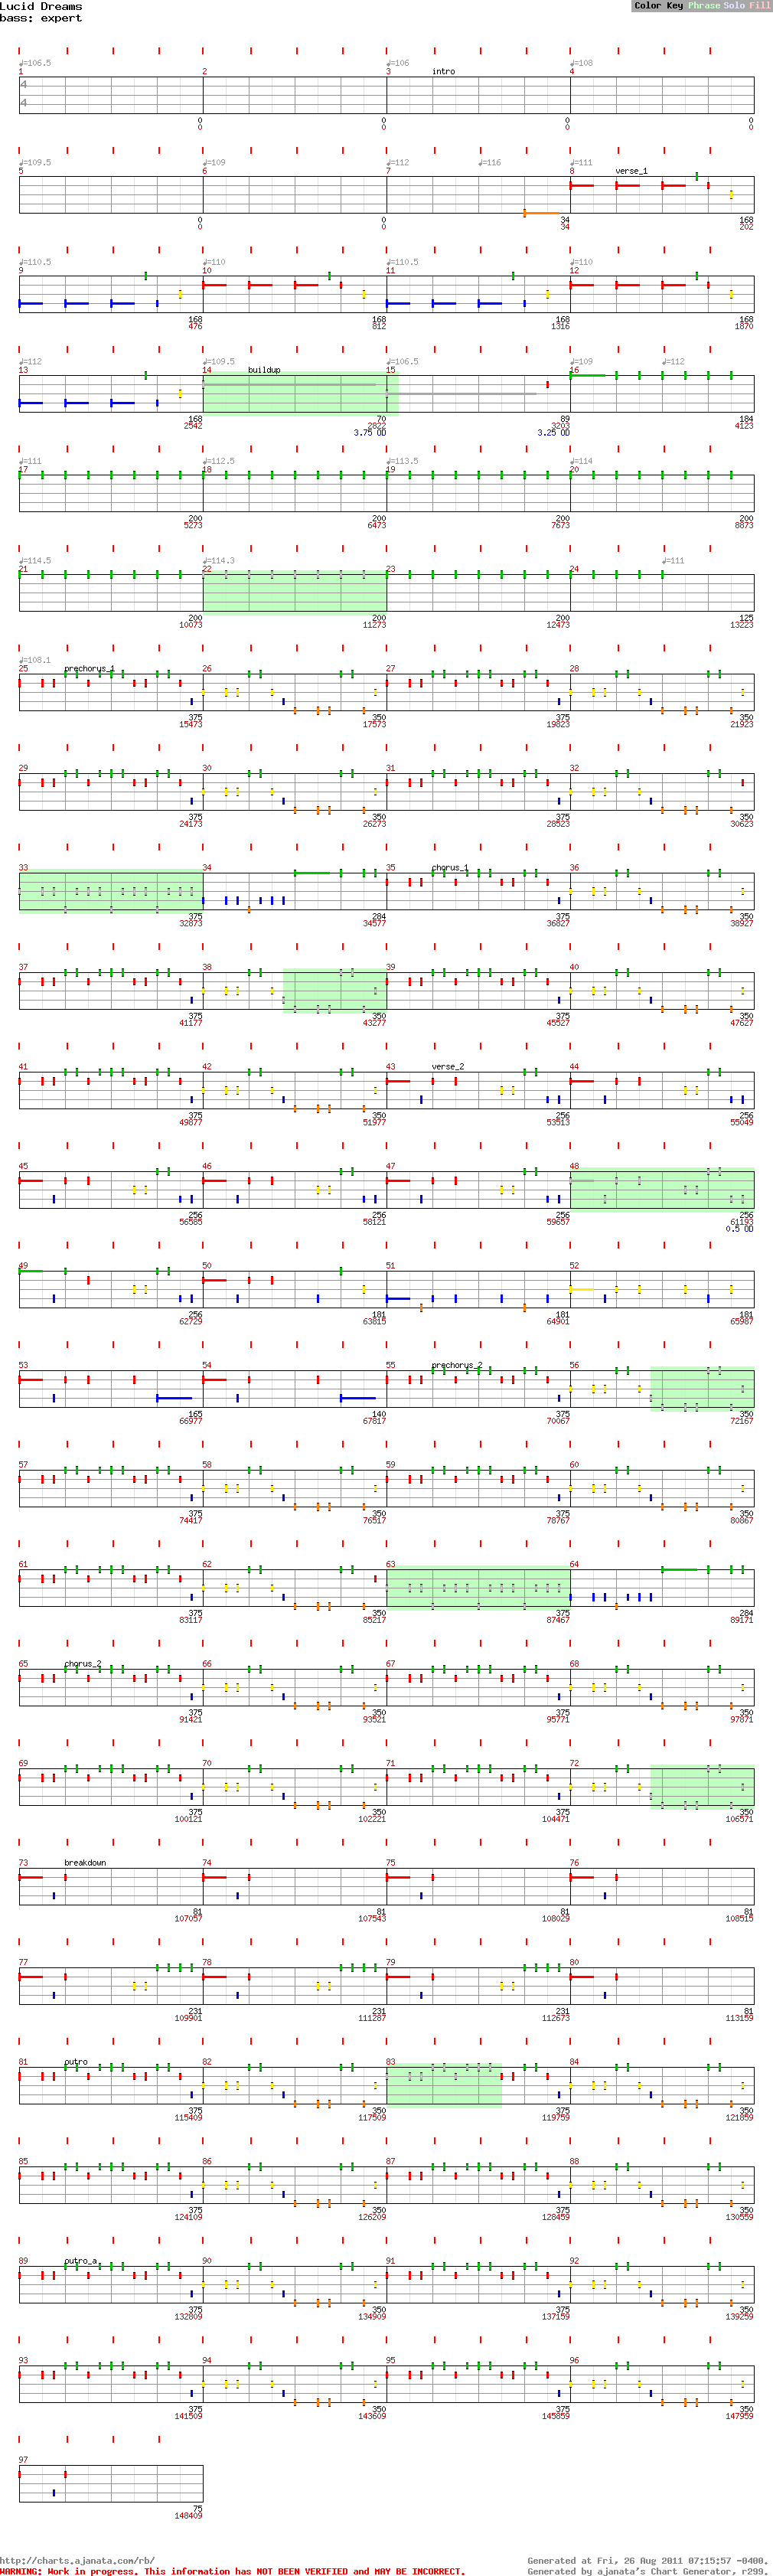 Lucid Dreams
bass: expert
Color Key Phrase Solo Fill
♩=106.5 ♩=106 ♩=108
1 2 3 intro 4
4
4
0 0 0 0
0 0 0 0
♩=109.5 ♩=109 ♩=112 ♩=116 ♩=111
5 6 7 8 verse_1
0 0 34 168
0 0 34 202
♩=110.5 ♩=110 ♩=110.5 ♩=110
9 10 11 12
168 168 168 168
476 812 1316 1870
♩=112 ♩=109.5 ♩=106.5 ♩=109 ♩=112
13 14 buildup 15 16
168 70 89 184
2542 2822 3203 4123
3.75 OD 3.25 OD
♩=111 ♩=112.5 ♩=113.5 ♩=114
17 18 19 20
200 200 200 200
5273 6473 7673 8873
♩=114.5 ♩=114.3 ♩=111
21 22 23 24
200 200 200 125
10073 11273 12473 13223
♩=108.1
25 prechorus_1 26 27 28
375 350 375 350
15473 17573 19823 21923
29 30 31 32
375 350 375 350
24173 26273 28523 30623
33 34 35 chorus_1 36
375 284 375 350
32873 34577 36827 38927
37 38 39 40
375 350 375 350
41177 43277 45527 47627
41 42 43 verse_2 44
375 350 256 256
49877 51977 53513 55049
45 46 47 48
256 256 256 256
56585 58121 59657 61193
0.5 OD
49 50 51 52
256 181 181 181
62729 63815 64901 65987
53 54 55 prechorus_2 56
165 140 375 350
66977 67817 70067 72167
57 58 59 60
375 350 375 350
74417 76517 78767 80867
61 62 63 64
375 350 375 284
83117 85217 87467 89171
65 chorus_2 66 67 68
375 350 375 350
91421 93521 95771 97871
69 70 71 72
375 350 375 350
100121 102221 104471 106571
73 breakdown 74 75 76
81 81 81 81
107057 107543 108029 108515
77 78 79 80
231 231 231 81
109901 111287 112673 113159
81 outro 82 83 84
375 350 375 350
115409 117509 119759 121859
85 86 87 88
375 350 375 350
124109 126209 128459 130559
89 outro_a 90 91 92
375 350 375 350
132809 134909 137159 139259
93 94 95 96
375 350 375 350
141509 143609 145859 147959
97
75
148409
http://charts.ajanata.com/rb/ Generated at Fri, 26 Aug 2011 07:15:57 -0400.
WARNING: Work in progress. This information has NOT BEEN VERIFIED and MAY BE INCORRECT. Generated by ajanata's Chart Generator, r299.